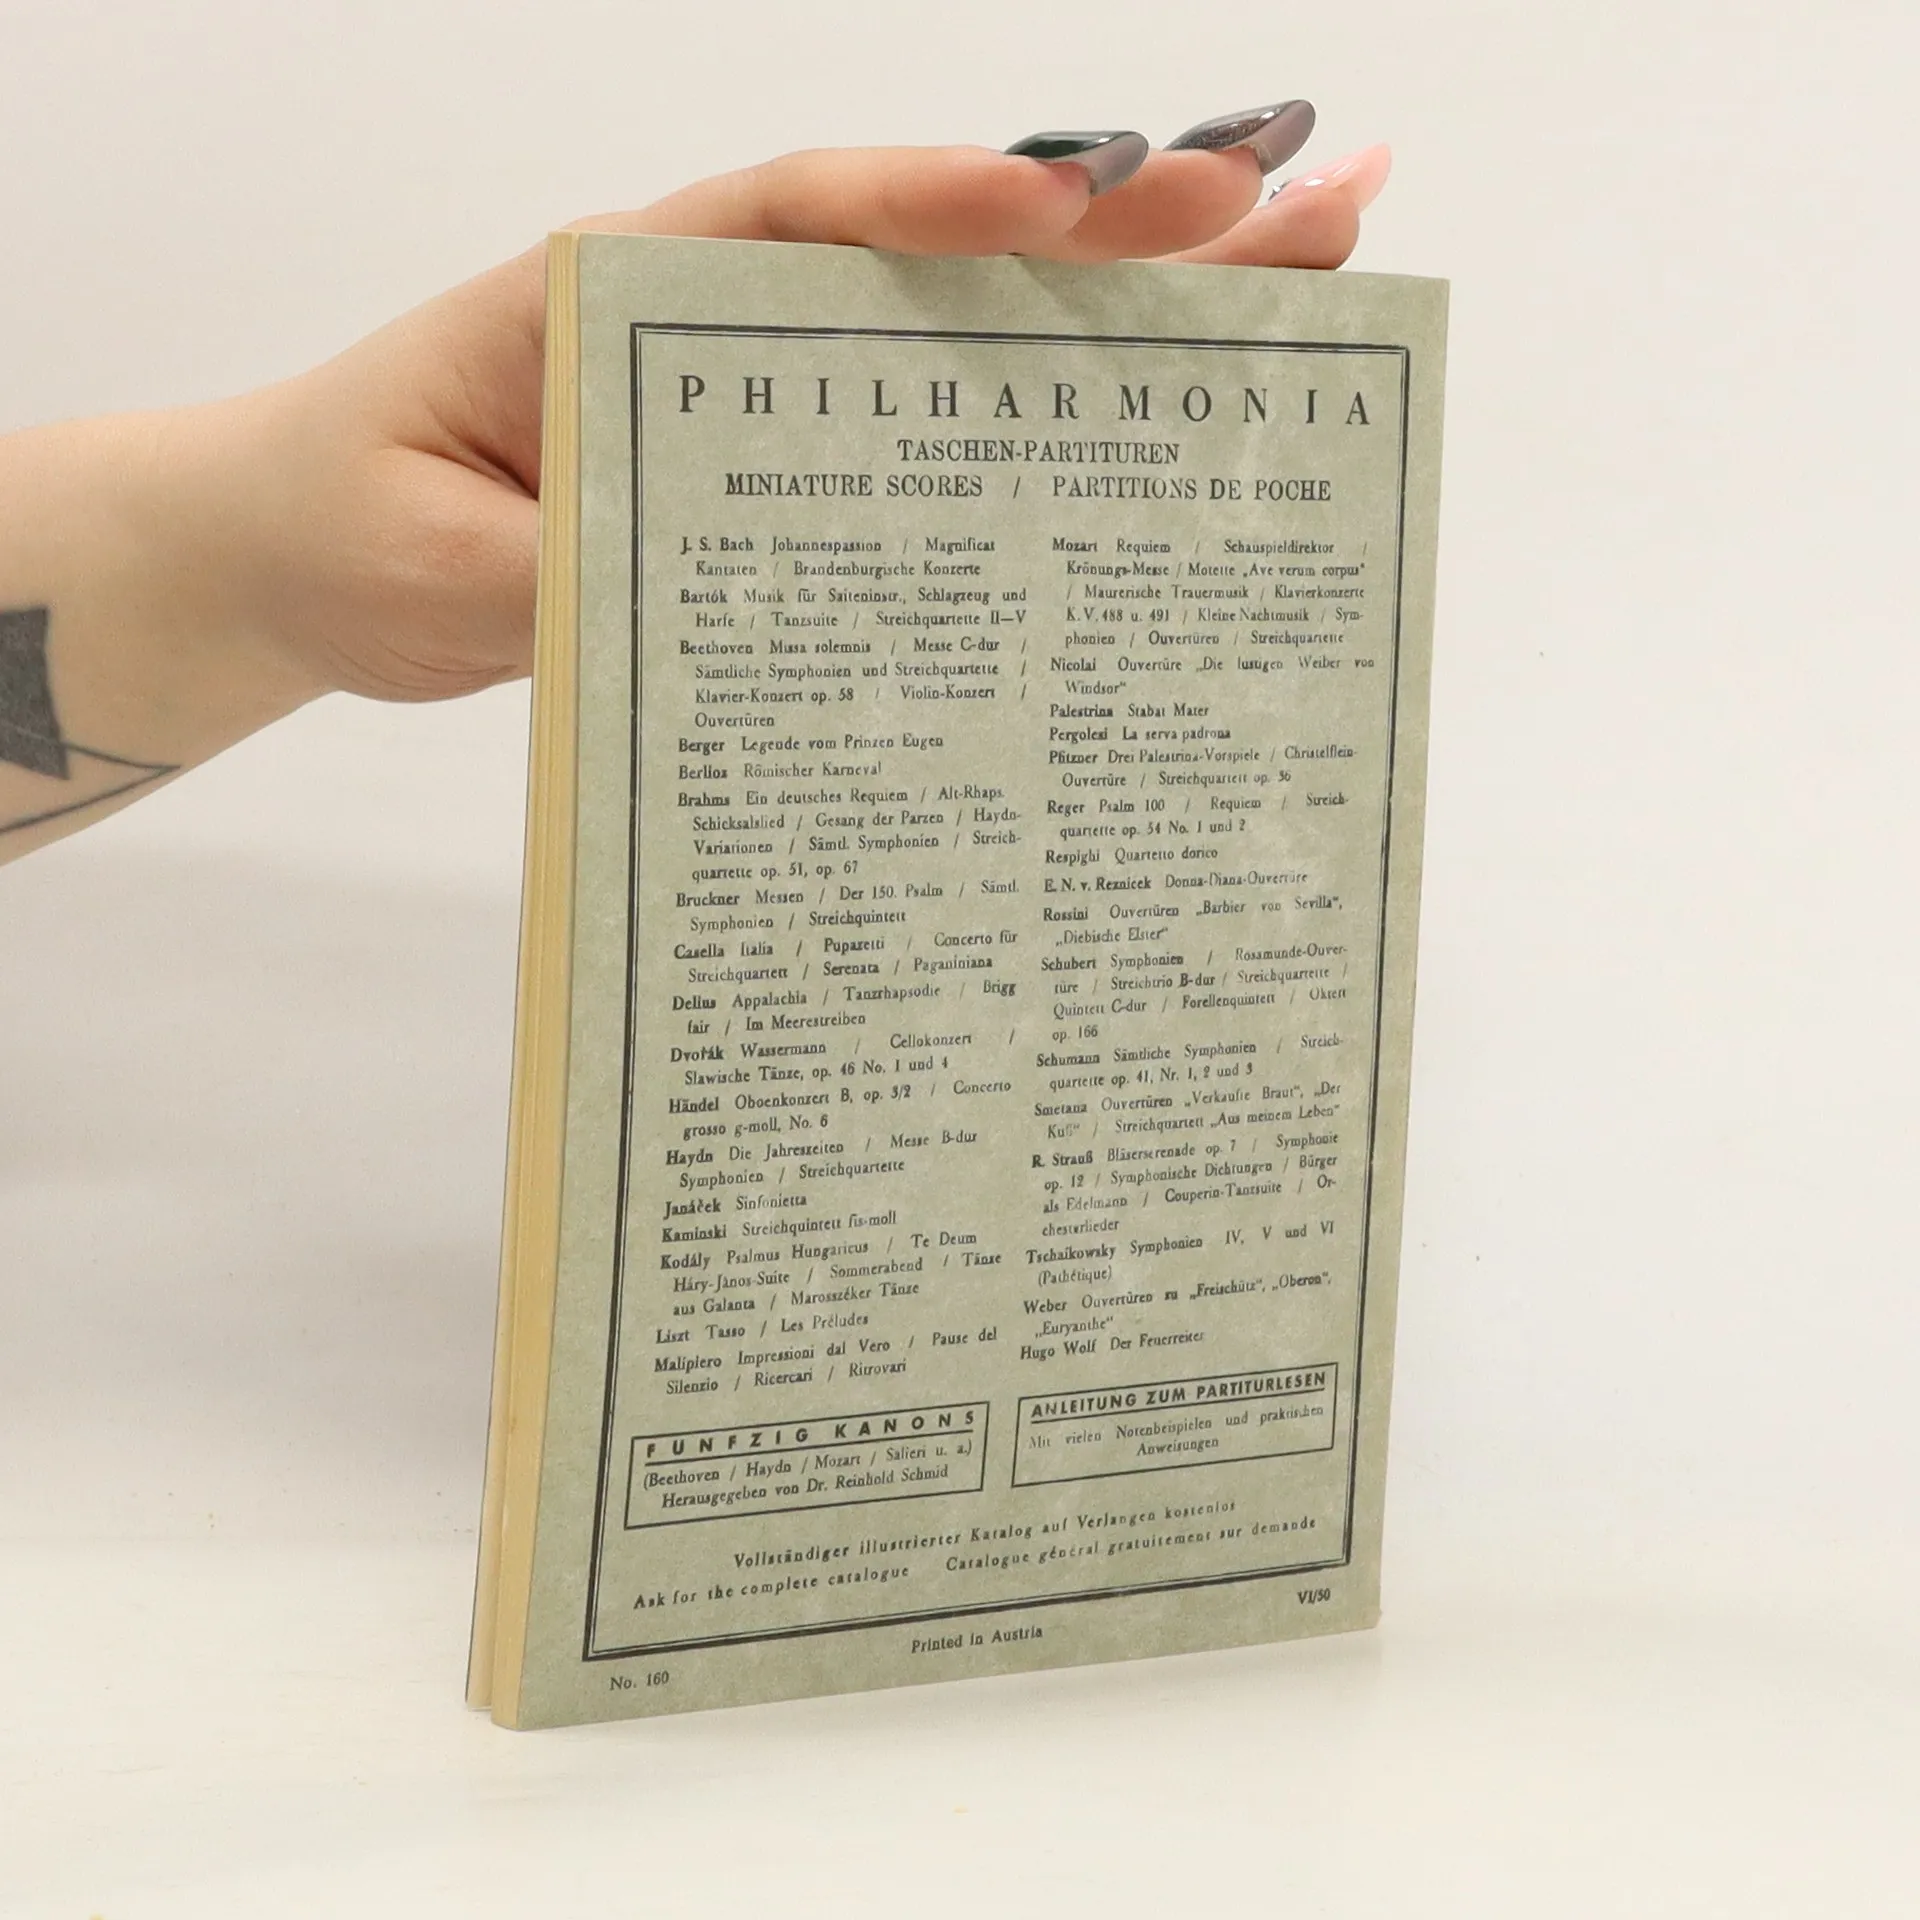 PHILHARMONIA
TASCHEN-PARTITUREN
MINIATURE SCORES / PARTITIONS DE POCHE
J. S. Bach Johannespassion / Magnificat
Kantaten / Brandenburgische Konzerte
Bartók Musik für Saiteninstr., Schlagzeug und
Harfe / Tanzsuite / Streichquartette II—V
Beethoven Missa solemnis / Messe C-dur /
Sämtliche Symphonien und Streichquartette /
Klavier-Konzert op. 58 / Violin-Konzert /
Ouvertüren
Berger Legende vom Prinzen Eugen
Berlioz Römischer Karneval
Brahms Ein deutsches Requiem / Alt-Rhaps.
Schicksalslied / Gesang der Parzen / Haydn-
Variationen / Sämtl. Symphonien / Streich-
quartette op. 51, op. 67
Bruckner Messen / Der 150. Psalm / Sämtl.
Symphonien / Streichquintett
Casella Italia / Pupazetti / Concerto für
Streichquartett / Serenata / Paganiniana
Delius Appalachia / Tanzrhapsodie / Brigg
fair / Im Meerestreiben
Dvořák Wassermann / Cellokonzert /
Slawische Tänze, op. 46 No. 1 und 4
Händel Oboenkonzert B, op. 3/2 / Concerto
grosso g-moll, No. 6
Haydn Die Jahreszeiten / Messe B-dur
Symphonien / Streichquartette
Janáček Sinfonietta
Kaminski Streichquintett fis-moll
Kodály Psalmus Hungaricus / Te Deum
Háry-János-Suite / Sommerabend / Tänze
aus Galanta / Marosszéker Tänze
Liszt Tasso / Les Préludes
Malipiero Impressioni dal Vero / Pause del
Silenzio / Ricercari / Ritrovari
Mozart Requiem / Schauspieldirektor /
Krönungs-Messe / Motette „Ave verum corpus"
/ Maurerische Trauermusik / Klavierkonzerte
K. V. 488 u. 491 / Kleine Nachtmusik / Sym-
phonien / Ouvertüren / Streichquartette
Nicolai Ouvertüre „Die lustigen Weiber von
Windsor"
Palestrina Stabat Mater
Pergolesi La serva padrona
Pfitzner Drei Palestrina-Vorspiele / Christelflein-
Ouvertüre / Streichquartett op. 36
Reger Psalm 100 / Requiem / Streich-
quartette op. 54 No. 1 und 2
Respighi Quartetto dorico
E. N. v. Reznicek Donna-Diana-Ouvertüre
Rossini Ouvertüren „Barbier von Sevilla",
„Diebische Elster"
Schubert Symphonien / Rosamunde-Ouver-
türe / Streichtrio B-dur / Streichquartette /
Quintett C-dur / Forellenquintett / Oktett
op. 166
Schumann Sämtliche Symphonien / Streich-
quartette op. 41, Nr. 1, 2 und 3
Smetana Ouvertüren „Verkaufte Braut", „Der
Kuß" / Streichquartett „Aus meinem Leben"
R. Strauß Bläserserenade op. 7 / Symphonie
op. 12 / Symphonische Dichtungen / Bürger
als Edelmann / Couperin-Tanzsuite / Or-
chesterlieder
Tschaikowsky Symphonien IV, V und VI
(Pathétique)
Weber Ouvertüren zu „Freischütz", „Oberon",
„Euryanthe"
Hugo Wolf Der Feuerreiter
FÜNFZIG KANONS
(Beethoven / Haydn / Mozart / Salieri u. a.)
Herausgegeben von Dr. Reinhold Schmid
ANLEITUNG ZUM PARTITURLESEN
Mit vielen Notenbeispielen und praktischen
Anweisungen
Vollständiger illustrierter Katalog auf Verlangen kostenlos
Ask for the complete catalogue Catalogue général gratuitement sur demande
VI/50
Printed in Austria
No. 160